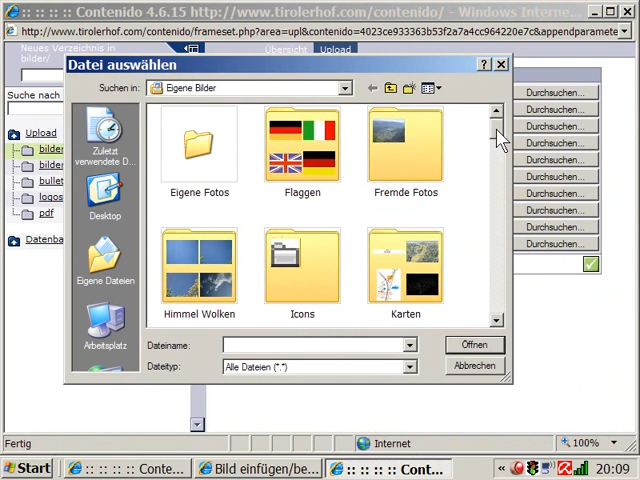 :: :: :: :: Contenido 4.6.15 http://www.tirolerhof.com/contenido/ - Windows Interne...
http://www.tirolerhof.com/contenido/frameset.php?area=upl&contenido=4023ce933363b53f2a7a4cc964220e7c&appendparamete
Neues Verzeichnis in
bilder/
Übersicht
Upload
Suche nach
Upload
bilder
bilder
bullet
logos
pdf
Datenba
Datei auswählen
Suchen in:
Eigene Bilder
Zuletzt
verwendete D...
Desktop
Eigene Dateien
Arbeitsplatz
Eigene Fotos
Flaggen
Fremde Fotos
Himmel Wolken
Icons
Karten
Dateiname:
Öffnen
Dateityp:
Alle Dateien (*.*)
Abbrechen
Durchsuchen...
Durchsuchen...
Durchsuchen...
Durchsuchen...
Durchsuchen...
Durchsuchen...
Durchsuchen...
Durchsuchen...
Durchsuchen...
Durchsuchen...
Fertig
Internet
100%
Start
:: :: :: :: Conte...
Bild einfügen/be...
:: :: :: :: Cont...
20:09